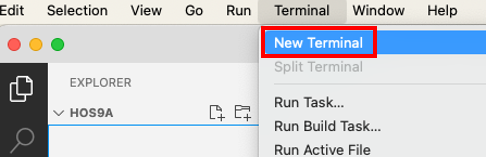 Edit Selection View Go Run Terminal Window Help
New Terminal
Split Terminal
EXPLORER
HOS9A
Run Task...
Run Build Task...
Run Active File